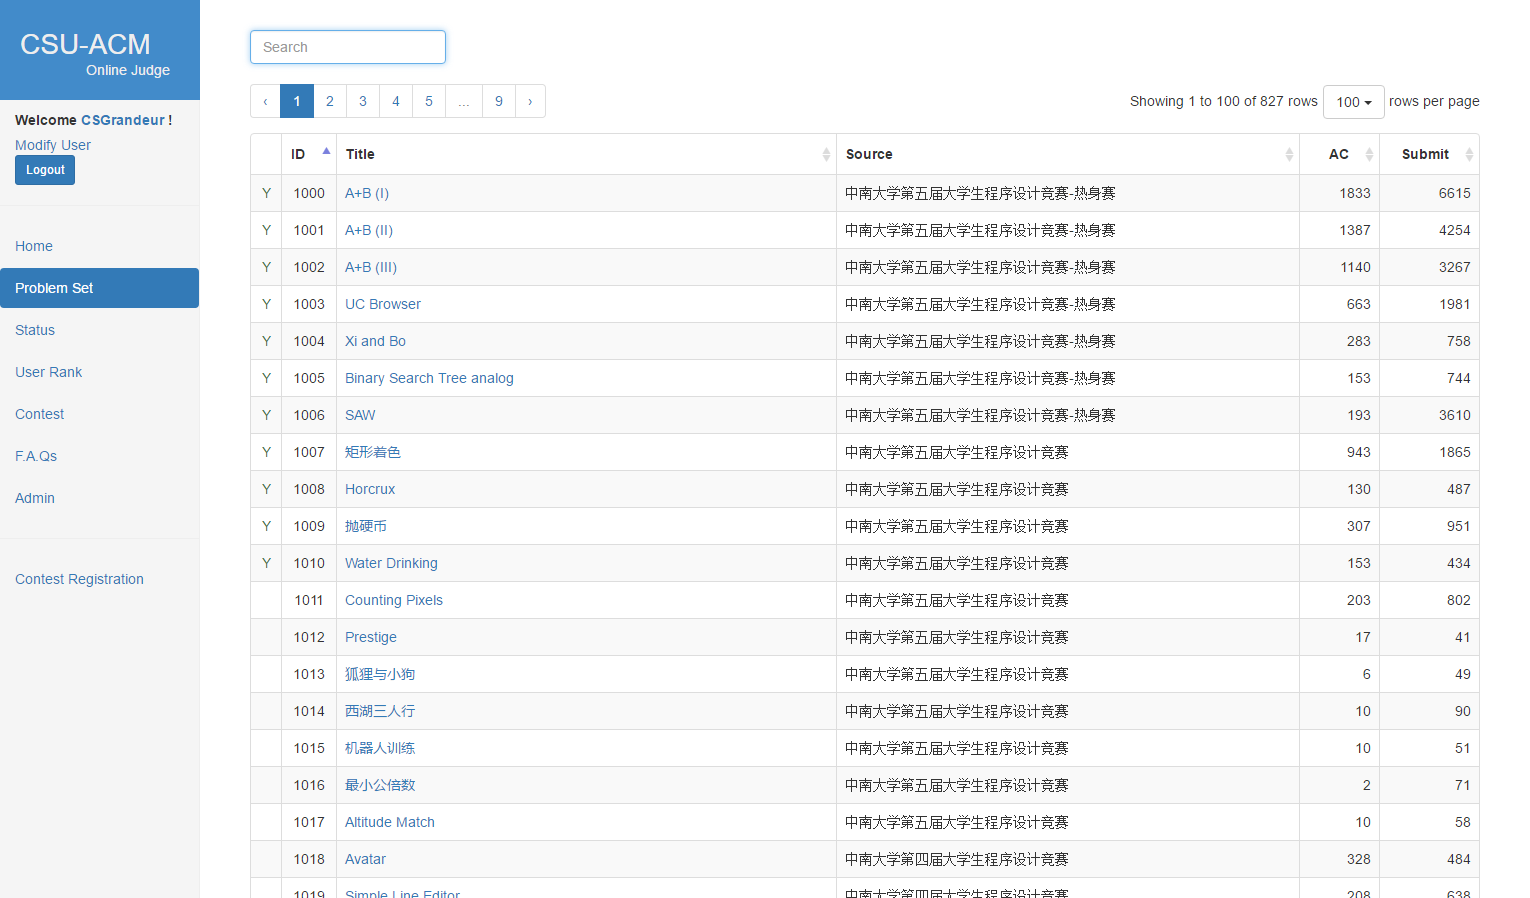 CSU-ACM
Online Judge
Welcome CSGrandeur !
Modify User
Logout
Home
Problem Set
Status
User Rank
Contest
F.A.Qs
Admin
Contest Registration
Search
‹ 1 2 3 4 5 ... 9 ›
Showing 1 to 100 of 827 rows 100 rows per page
ID Title Source AC Submit
Y 1000 A+B (I) 中南大学第五届大学生程序设计竞赛-热身赛 1833 6615
Y 1001 A+B (II) 中南大学第五届大学生程序设计竞赛-热身赛 1387 4254
Y 1002 A+B (III) 中南大学第五届大学生程序设计竞赛-热身赛 1140 3267
Y 1003 UC Browser 中南大学第五届大学生程序设计竞赛-热身赛 663 1981
Y 1004 Xi and Bo 中南大学第五届大学生程序设计竞赛-热身赛 283 758
Y 1005 Binary Search Tree analog 中南大学第五届大学生程序设计竞赛-热身赛 153 744
Y 1006 SAW 中南大学第五届大学生程序设计竞赛-热身赛 193 3610
Y 1007 矩形着色 中南大学第五届大学生程序设计竞赛 943 1865
Y 1008 Horcrux 中南大学第五届大学生程序设计竞赛 130 487
Y 1009 抛硬币 中南大学第五届大学生程序设计竞赛 307 951
Y 1010 Water Drinking 中南大学第五届大学生程序设计竞赛 153 434
1011 Counting Pixels 中南大学第五届大学生程序设计竞赛 203 802
1012 Prestige 中南大学第五届大学生程序设计竞赛 17 41
1013 狐狸与小狗 中南大学第五届大学生程序设计竞赛 6 49
1014 西湖三人行 中南大学第五届大学生程序设计竞赛 10 90
1015 机器人训练 中南大学第五届大学生程序设计竞赛 10 51
1016 最小公倍数 中南大学第五届大学生程序设计竞赛 2 71
1017 Altitude Match 中南大学第五届大学生程序设计竞赛 10 58
1018 Avatar 中南大学第四届大学生程序设计竞赛 328 484
1019 Simple Line Editor 中南大学第四届大学生程序设计竞赛 208 638